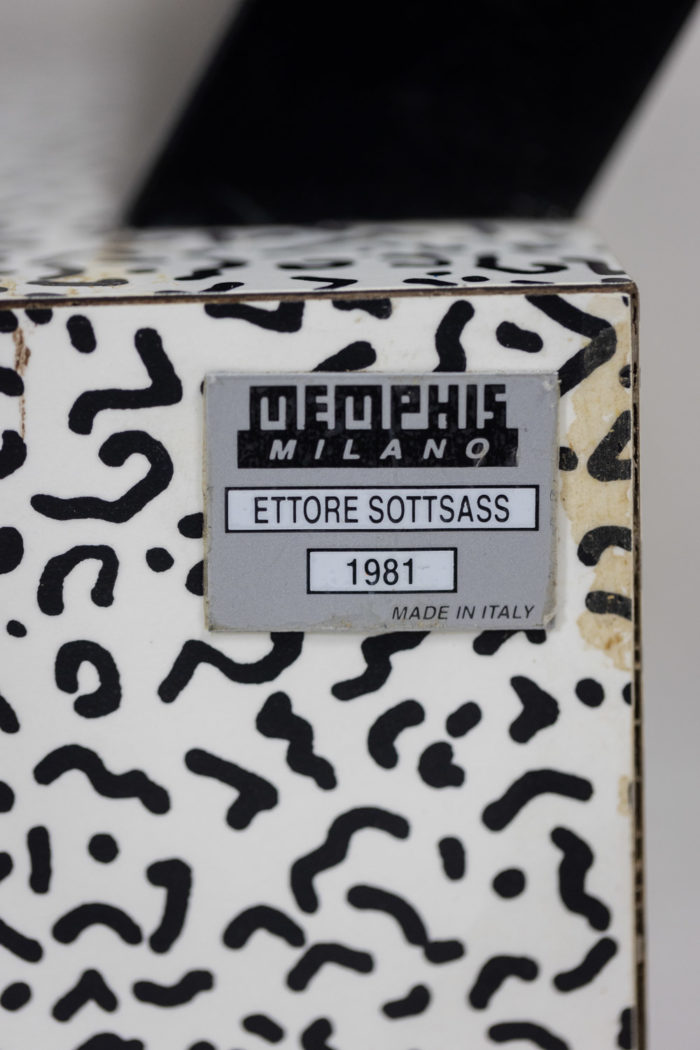 MEMPHIS
MILANO
ETTORE SOTTSASS
1981
MADE IN ITALY